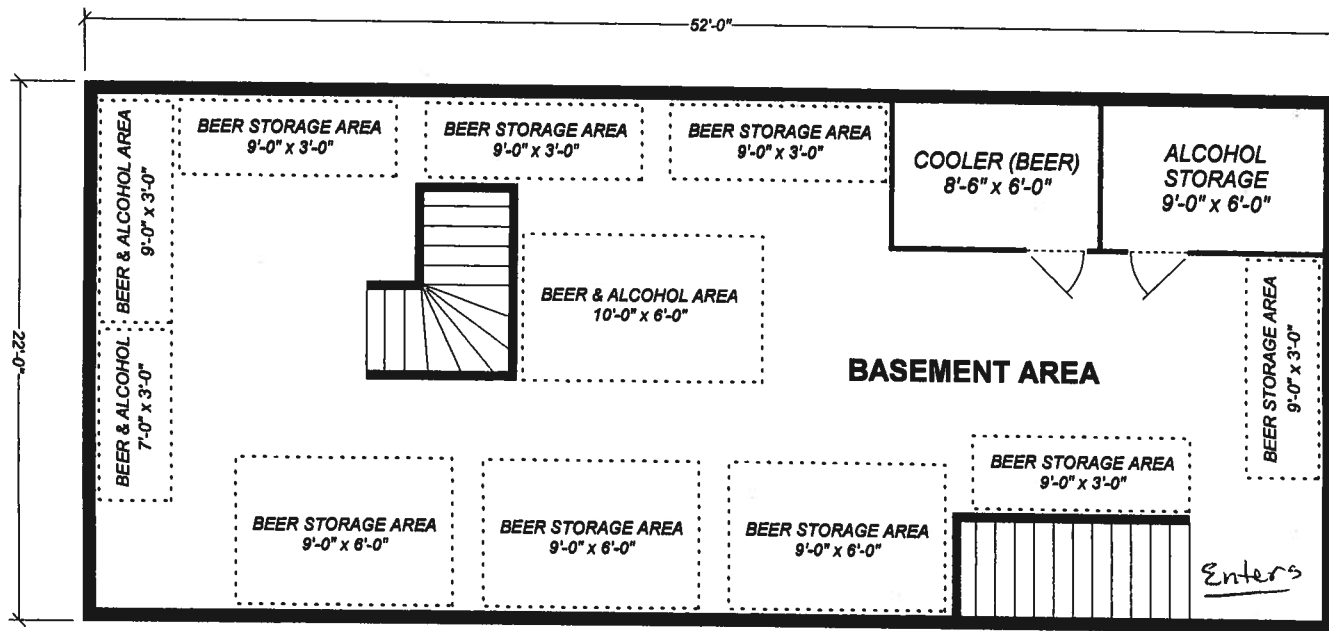 52'-0"
22'-0"
BEER & ALCOHOL AREA
9'-0" x 3'-0"
BEER STORAGE AREA
9'-0" x 3'-0"
BEER STORAGE AREA
9'-0" x 3'-0"
BEER STORAGE AREA
9'-0" x 3'-0"
COOLER (BEER)
8'-6" x 6'-0"
ALCOHOL
STORAGE
9'-0" x 6'-0"
BEER & ALCOHOL AREA
10'-0" x 6'-0"
BASEMENT AREA
BEER STORAGE AREA
9'-0" x 3'-0"
BEER & ALCOHOL
7'-0" x 3'-0"
BEER STORAGE AREA
9'-0" x 6'-0"
BEER STORAGE AREA
9'-0" x 6'-0"
BEER STORAGE AREA
9'-0" x 6'-0"
BEER STORAGE AREA
9'-0" x 3'-0"
Enters